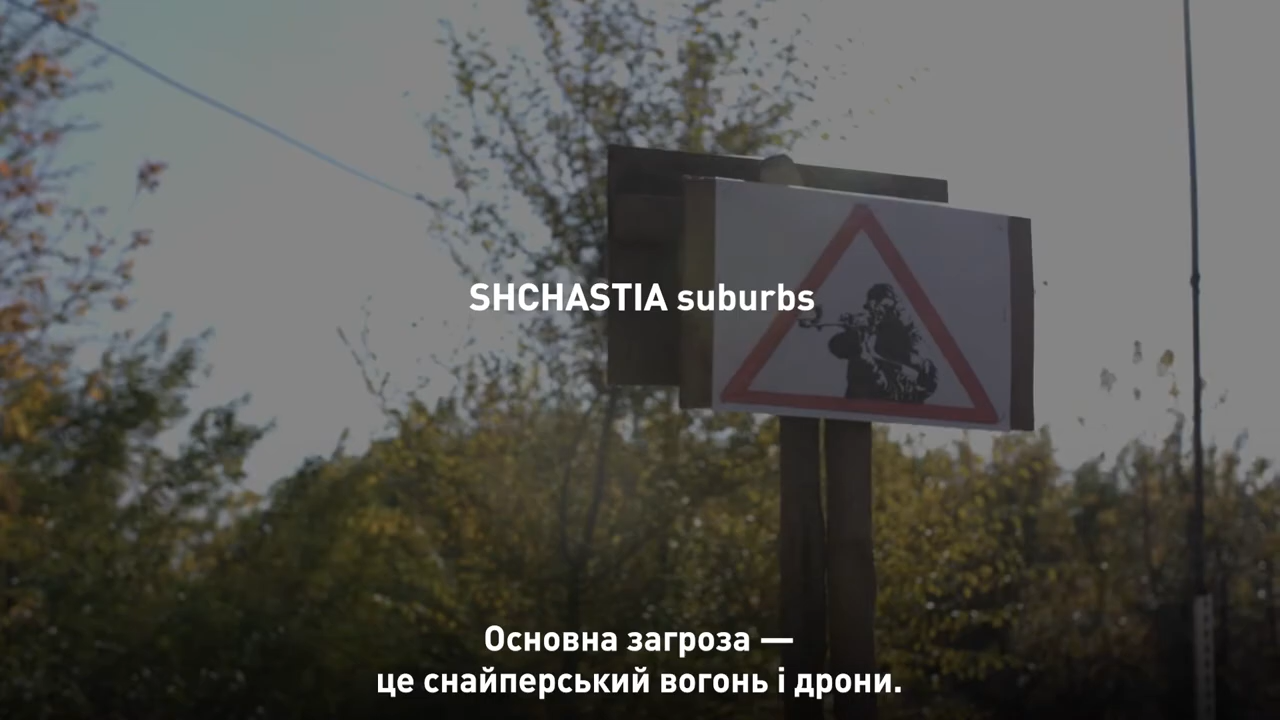 SHCHASTIA suburbs
Основна загроза —
це снайперський вогонь і дрони.